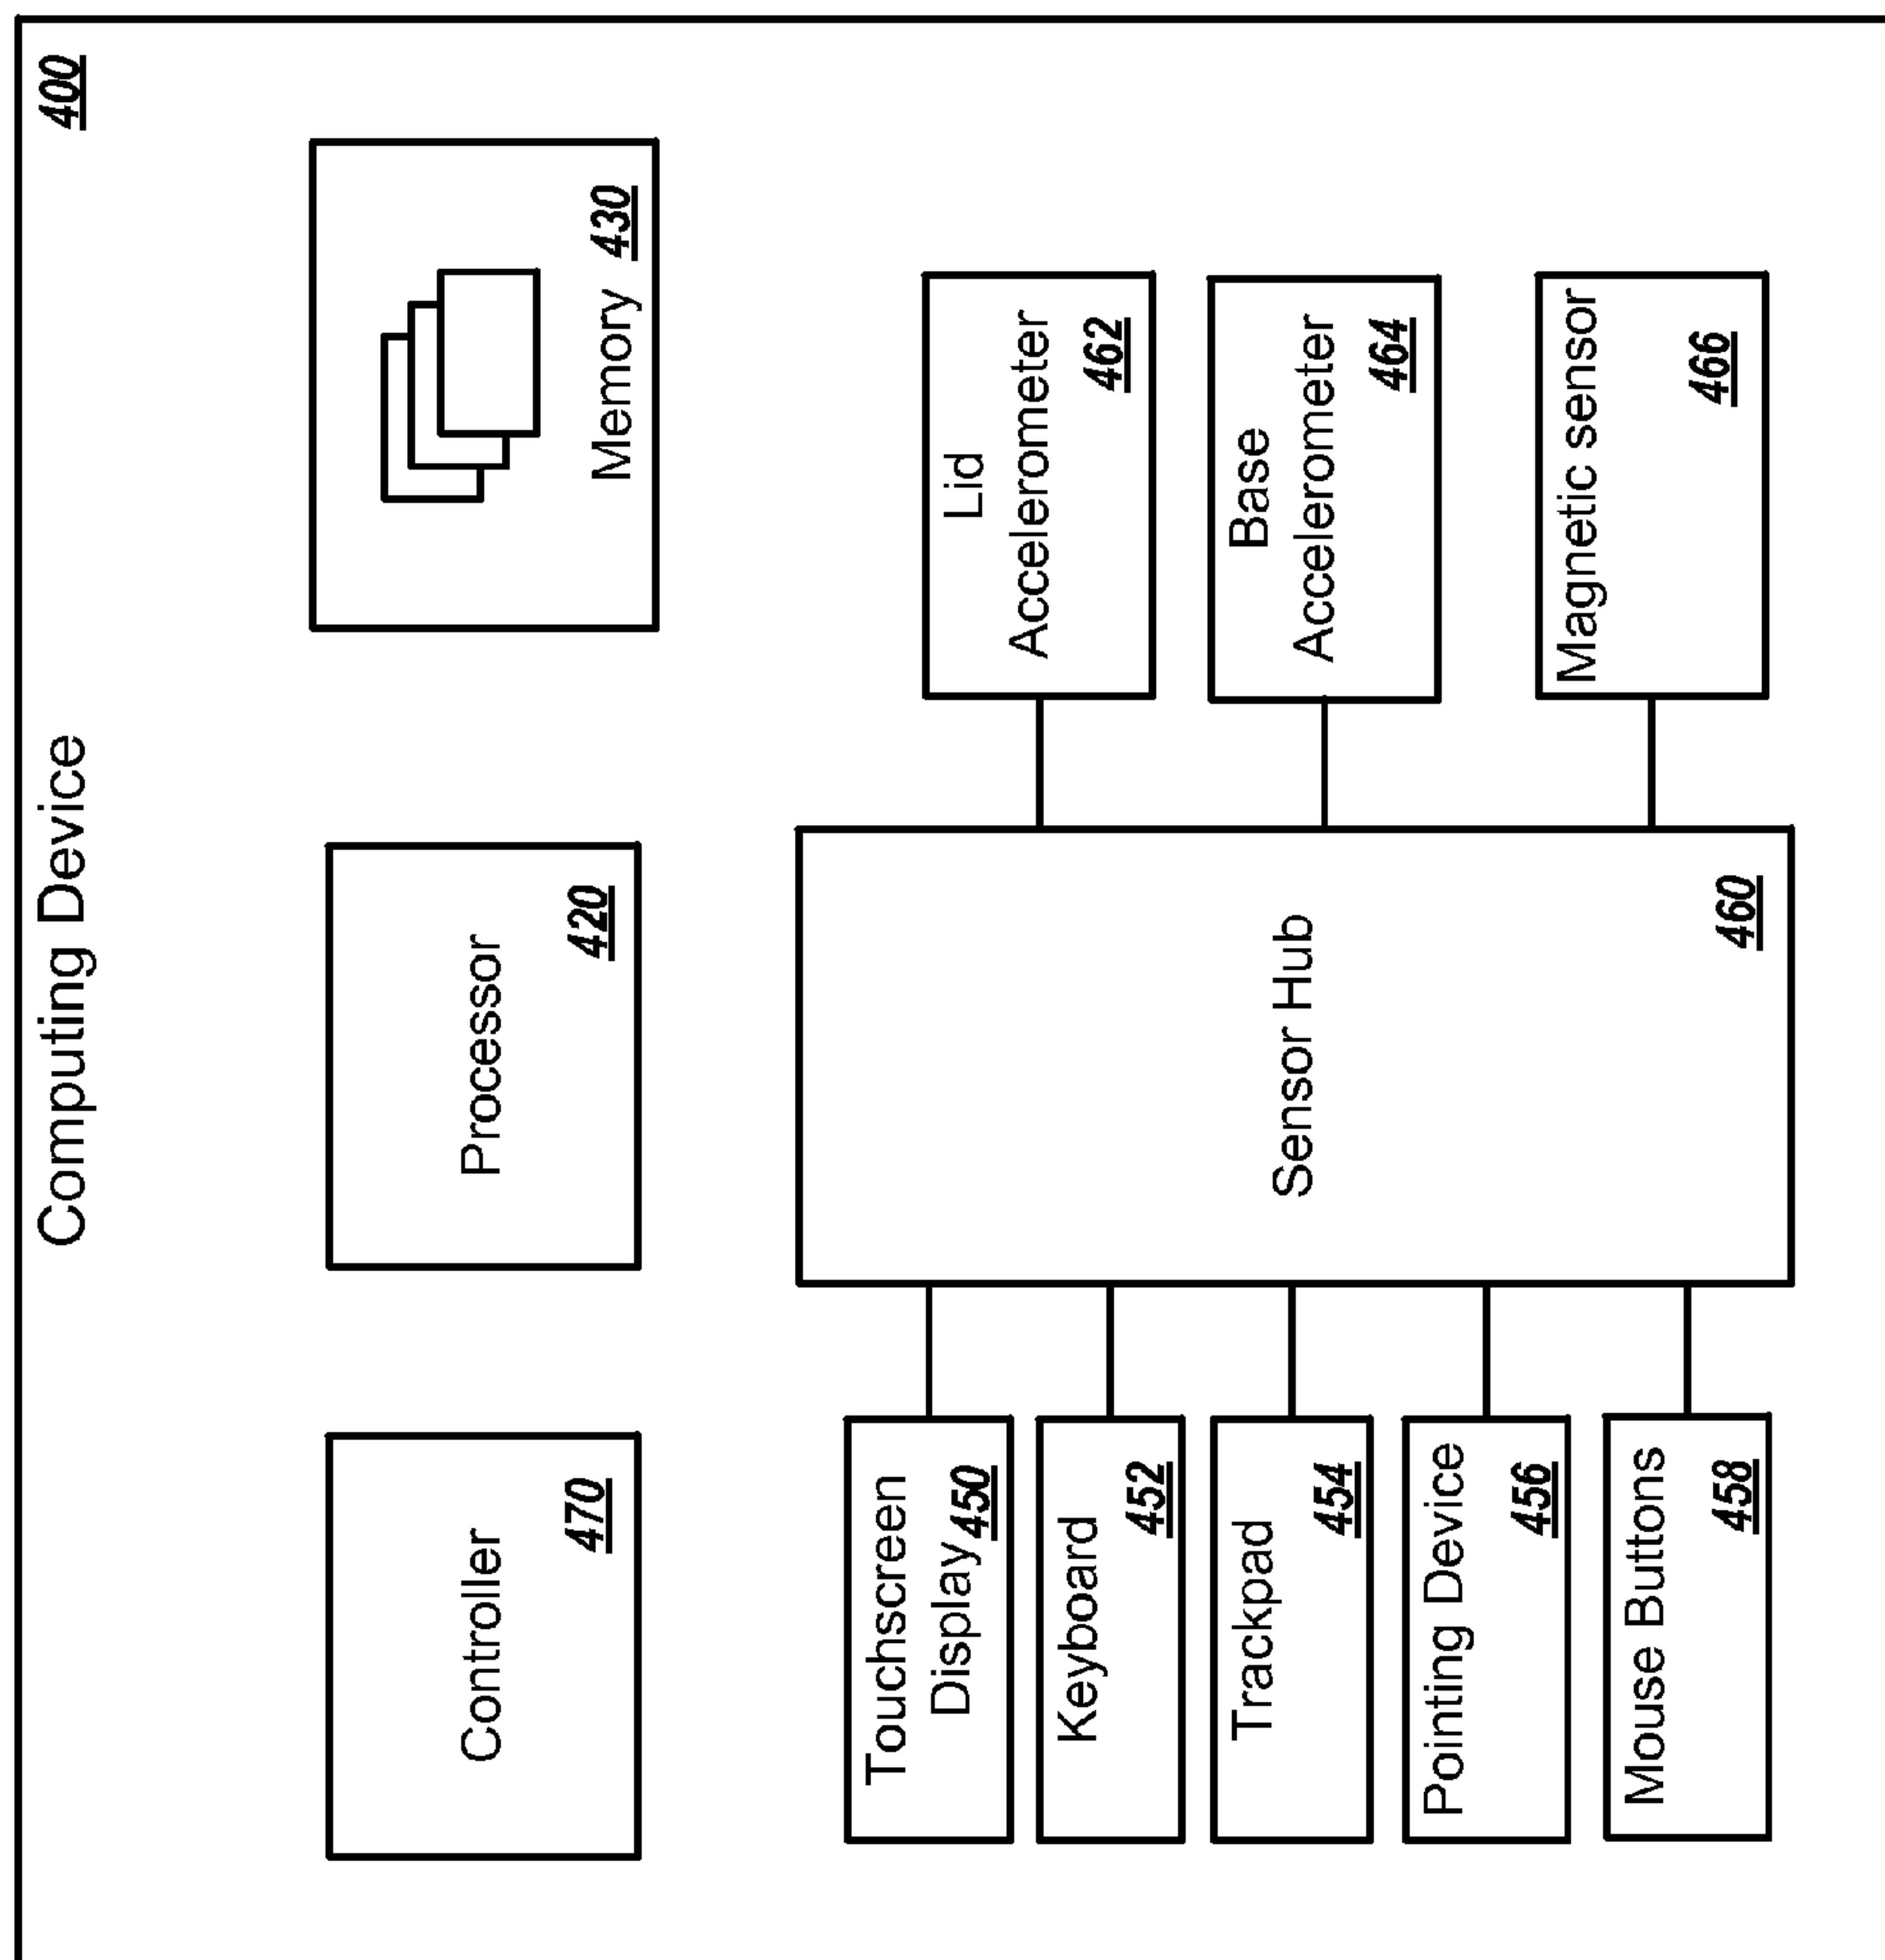 Computing Device
400
Controller
470
Processor
420
Memory 430
Touchscreen
Display 450
Keyboard
452
Trackpad
454
Pointing Device
456
Mouse Buttons
458
Sensor Hub
460
Lid
Accelerometer
462
Base
Accelerometer
464
Magnetic sensor
466